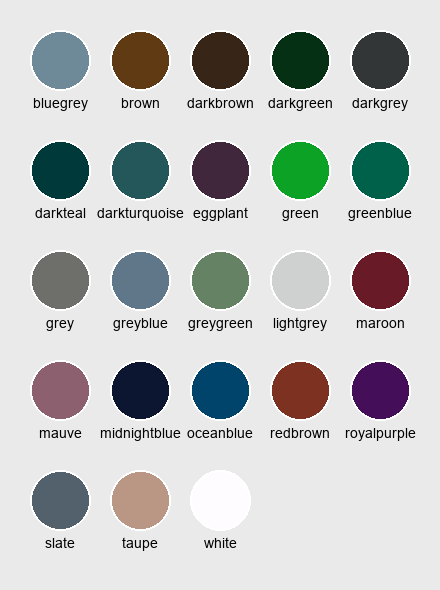 bluegrey brown darkbrown darkgreen darkgrey
darkteal darkturquoise eggplant green greenblue
grey greyblue greygreen lightgrey maroon
mauve midnightblue oceanblue redbrown royalpurple
slate taupe white